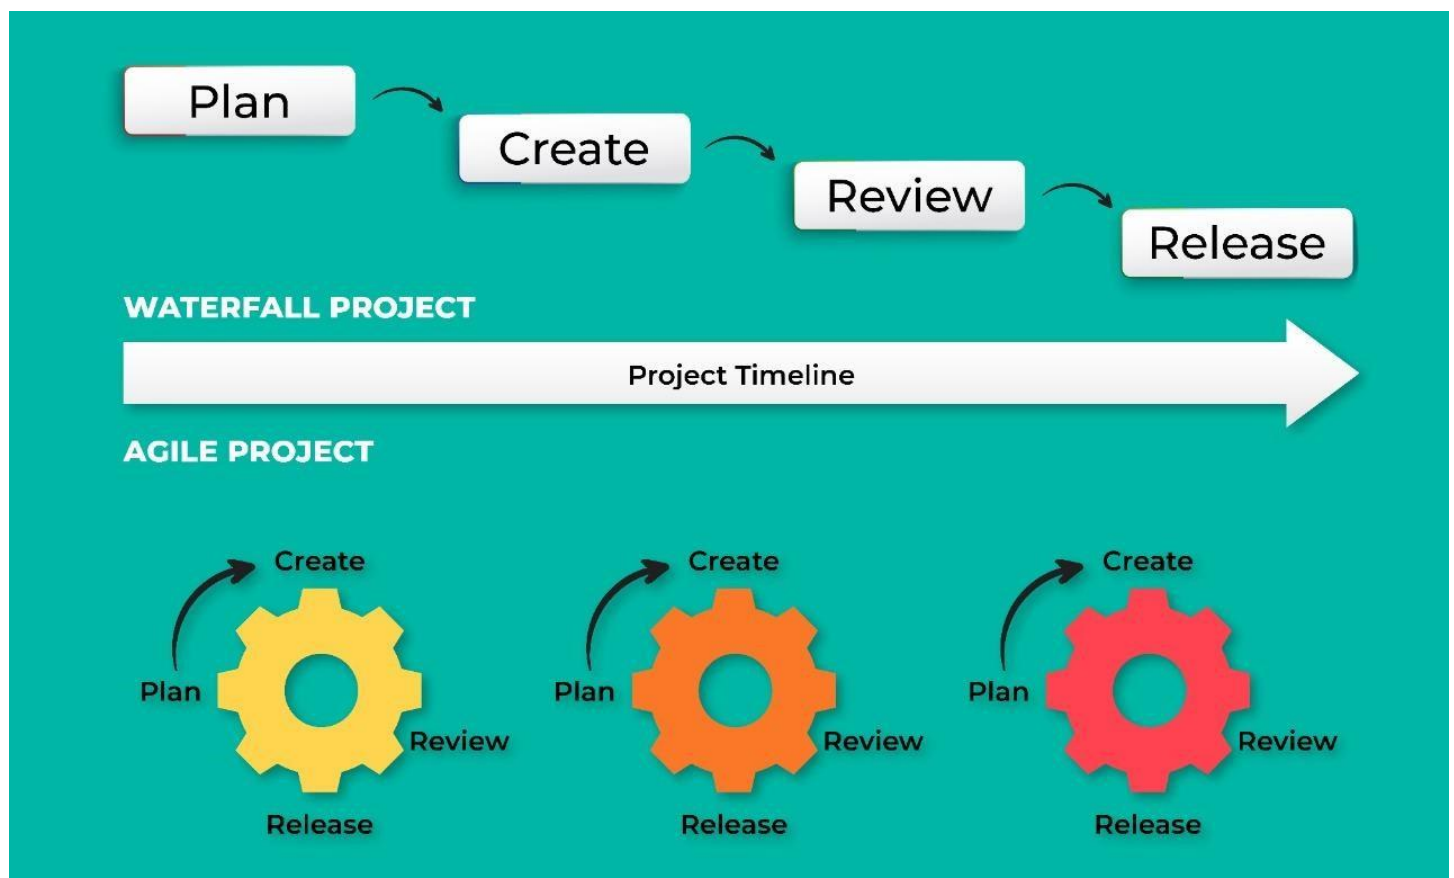 Plan
Create
Review
Release
WATERFALL PROJECT
Project Timeline
AGILE PROJECT
Create
Plan
Review
Release
Create
Plan
Review
Release
Create
Plan
Review
Release